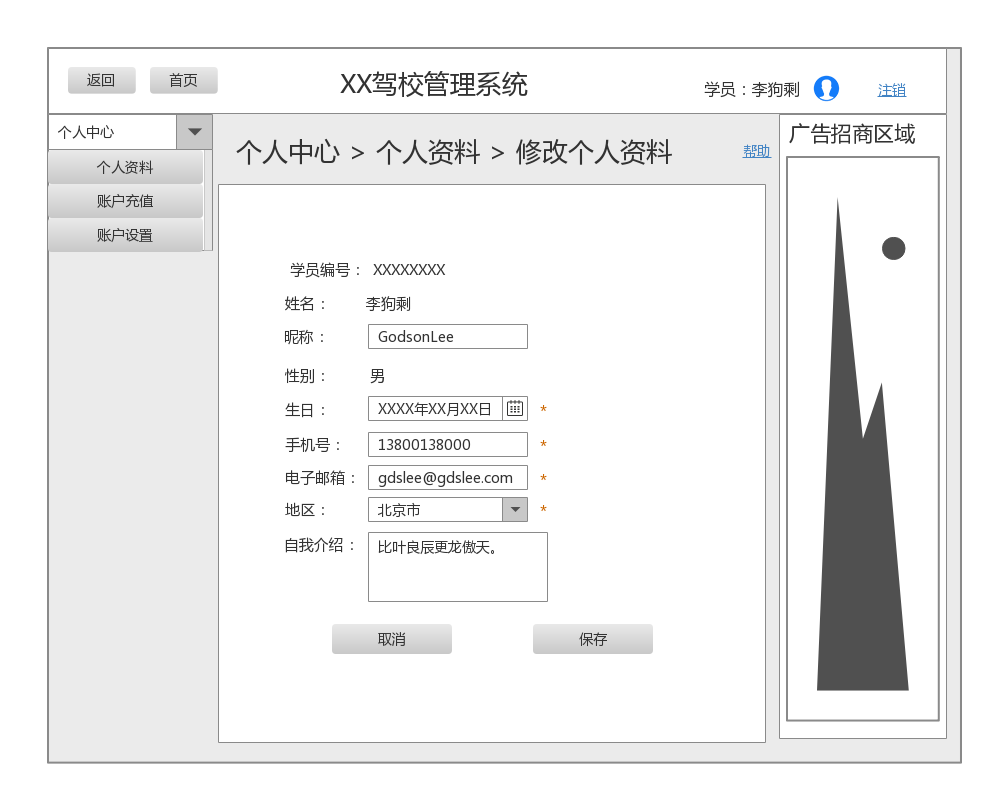 返回 首页 XX驾校管理系统 学员：李狗剩 注销
个人中心
个人资料
账户充值
账户设置
个人中心 > 个人资料 > 修改个人资料 帮助
学员编号： XXXXXXXX
姓名： 李狗剩
昵称： GodsonLee
性别： 男
生日： XXXX年XX月XX日 *
手机号： 13800138000 *
电子邮箱： gdslee@gdslee.com *
地区： 北京市 *
自我介绍： 比叶良辰更龙傲天。
取消 保存
广告招商区域